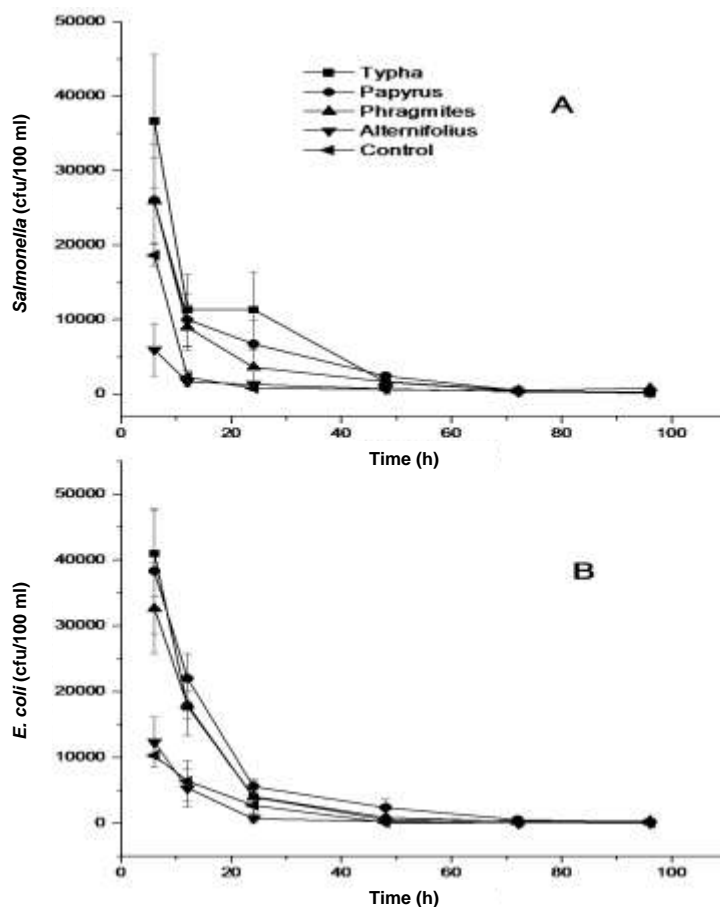 50000
40000
30000
20000
10000
0
Salmonella (cfu/100 ml)
Typha
Papyrus
Phragmites
Alternifolius
Control
A
0 20 40 60 80 100
Time (h)
50000
40000
30000
20000
10000
0
E. coli (cfu/100 ml)
B
0 20 40 60 80 100
Time (h)